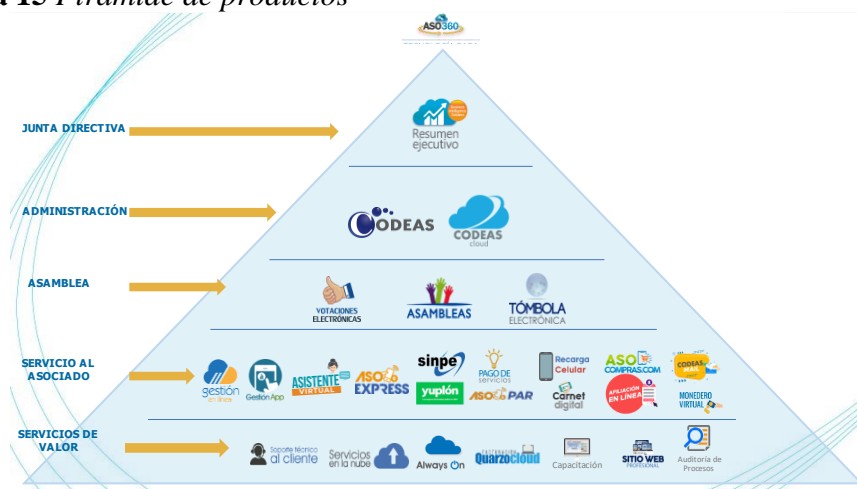 a 15 Pirámide de productos
ASO360
JUNTA DIRECTIVA
Resumen
ejecutivo
ADMINISTRACIÓN
CODEAS
CODEAS
cloud
ASAMBLEA
VOTACIONES
ELECTRÓNICAS
ASAMBLEAS
TÓMBOLA
ELECTRÓNICA
SERVICIO AL
ASOCIADO
gestión
en línea
Gestion App
ASISTENTE
VIRTUAL
ASO
EXPRESS
sinpe
yuplón
PAGO DE
servicios
ASO PAR
Recarga
Celular
Carnet
digital
ASO
COMPRAS.COM
AFILIACIÓN
EN LÍNEA
CODEAS
MAIL
MONEDERO
VIRTUAL
SERVICIOS DE
VALOR
Soporte técnico
al cliente
Servicios
en la nube
Always On
Quarzocloud
Capacitación
SITIO WEB
PROFESIONAL
Auditoría de
Procesos